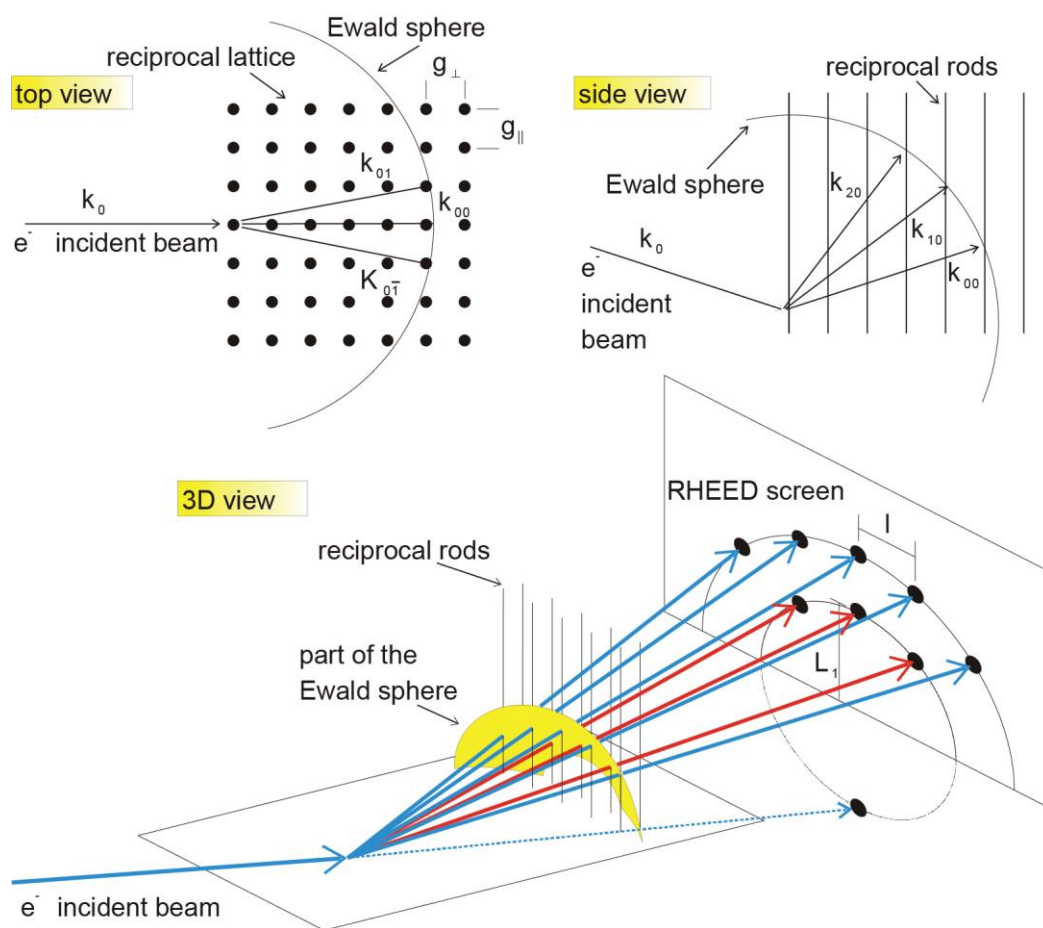 Ewald sphere
reciprocal lattice
g⊥
top view
g||
k₀₁
k₀₀
k₀
e⁻ incident beam
K₀₁̄
reciprocal rods
side view
Ewald sphere
k₂₀
k₀
k₁₀
e⁻
k₀₀
incident
beam
3D view
RHEED screen
l
reciprocal rods
part of the
Ewald sphere
L₁
e⁻ incident beam